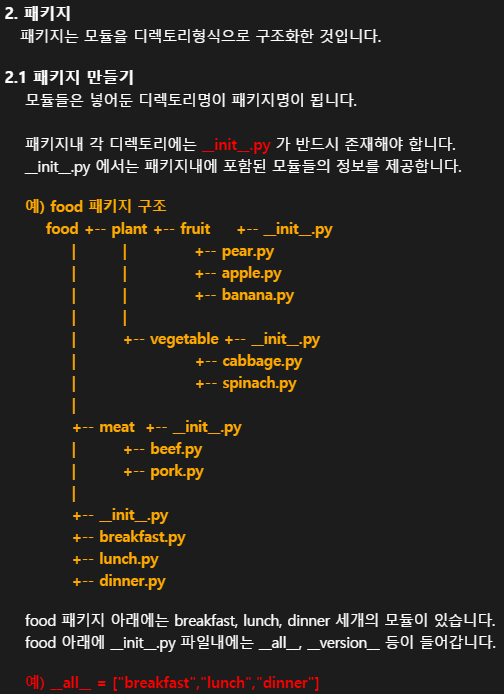 2. 패키지
패키지는 모듈을 디렉토리형식으로 구조화한 것입니다.
2.1 패키지 만들기
모듈들은 넣어둔 디렉토리명이 패키지명이 됩니다.
패키지내 각 디렉토리에는 __init__.py 가 반드시 존재해야 합니다.
__init__.py 에서는 패키지내에 포함된 모듈들의 정보를 제공합니다.
예) food 패키지 구조
food +-- plant +-- fruit +-- __init__.py
| | +-- pear.py
| | +-- apple.py
| | +-- banana.py
| |
| +-- vegetable +-- __init__.py
| +-- cabbage.py
| +-- spinach.py
|
+-- meat +-- __init__.py
| +-- beef.py
| +-- pork.py
|
+-- __init__.py
+-- breakfast.py
+-- lunch.py
+-- dinner.py
food 패키지 아래에는 breakfast, lunch, dinner 세개의 모듈이 있습니다.
food 아래에 __init__.py 파일내에는 __all__, __version__ 등이 들어갑니다.
예) __all__ = ["breakfast","lunch","dinner"]